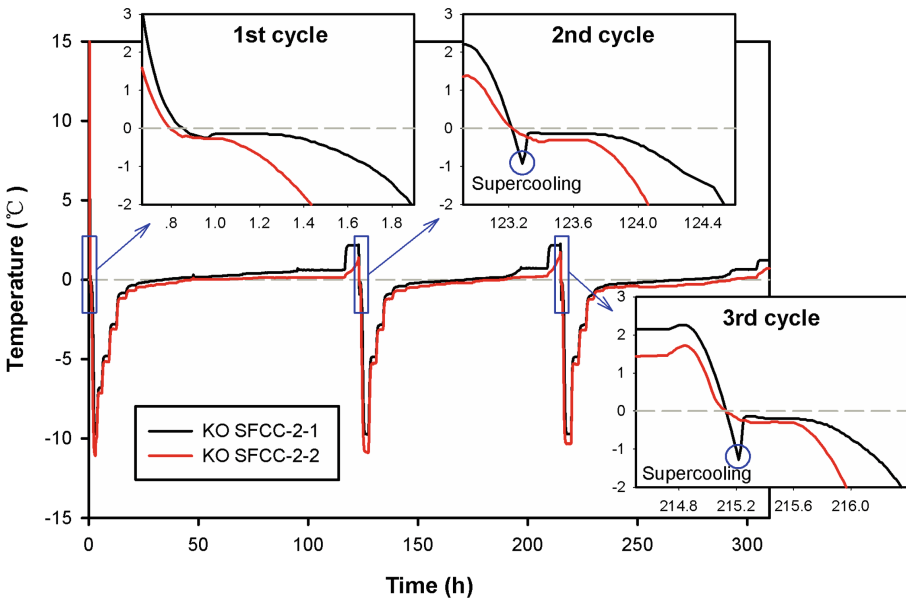 1st cycle
3
2
1
0
-1
-2
.8 1.0 1.2 1.4 1.6 1.8
2nd cycle
3
2
1
0
-1
-2
Supercooling
123.2 123.6 124.0 124.4
3rd cycle
3
2
1
0
-1
-2
Supercooling
214.8 215.2 215.6 216.0
Temperature (℃)
15
10
5
0
-5
-10
-15
KO SFCC-2-1
KO SFCC-2-2
0 50 100 150 200 250 300
Time (h)